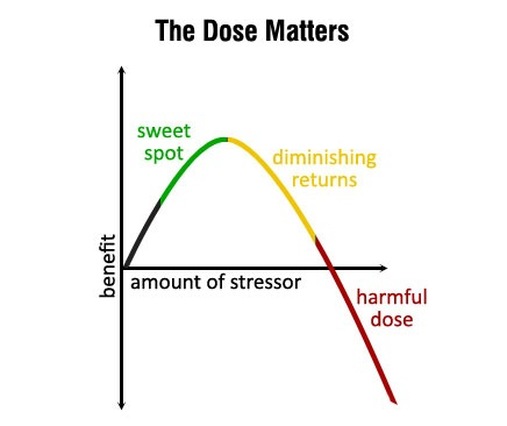 The Dose Matters
sweet
spot
diminishing
returns
benefit
amount of stressor
harmful
dose